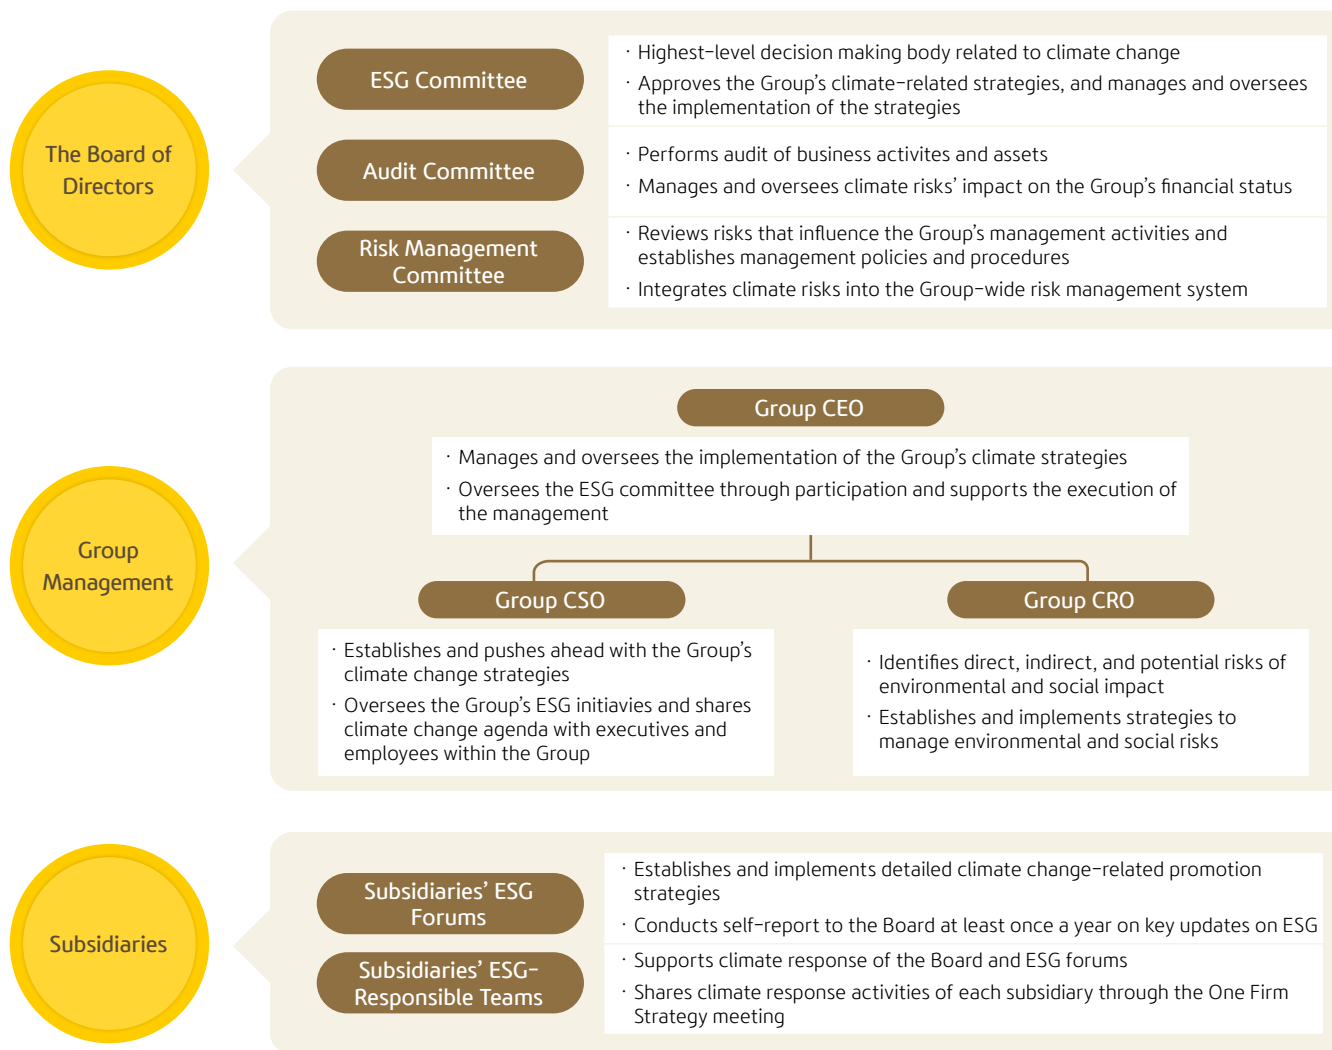 The Board of
Directors
ESG Committee
· Highest-level decision making body related to climate change
· Approves the Group's climate-related strategies, and manages and oversees
the implementation of the strategies
Audit Committee
· Performs audit of business activites and assets
· Manages and oversees climate risks' impact on the Group's financial status
Risk Management
Committee
· Reviews risks that influence the Group's management activities and
establishes management policies and procedures
· Integrates climate risks into the Group-wide risk management system
Group
Management
Group CEO
· Manages and oversees the implementation of the Group's climate strategies
· Oversees the ESG committee through participation and supports the execution of
the management
Group CSO
· Establishes and pushes ahead with the Group's
climate change strategies
· Oversees the Group's ESG initiavies and shares
climate change agenda with executives and
employees within the Group
Group CRO
· Identifies direct, indirect, and potential risks of
environmental and social impact
· Establishes and implements strategies to
manage environmental and social risks
Subsidiaries
Subsidiaries' ESG
Forums
· Establishes and implements detailed climate change-related promotion
strategies
· Conducts self-report to the Board at least once a year on key updates on ESG
Subsidiaries' ESG-
Responsible Teams
· Supports climate response of the Board and ESG forums
· Shares climate response activities of each subsidiary through the One Firm
Strategy meeting